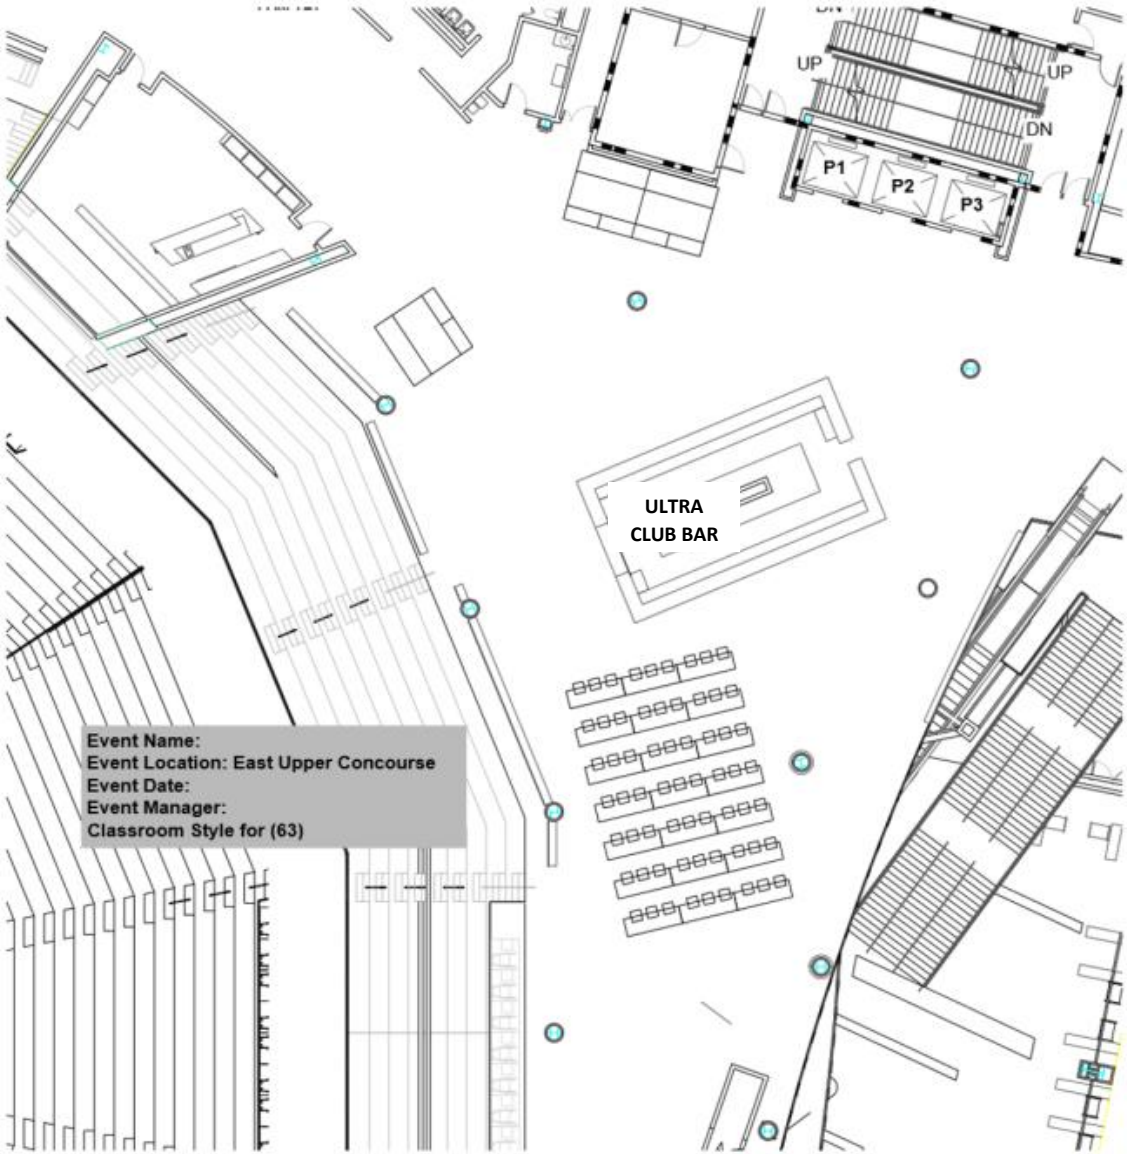 DN
UP
UP
DN
P1
P2
P3
ULTRA
CLUB BAR
Event Name:
Event Location: East Upper Concourse
Event Date:
Event Manager:
Classroom Style for (63)